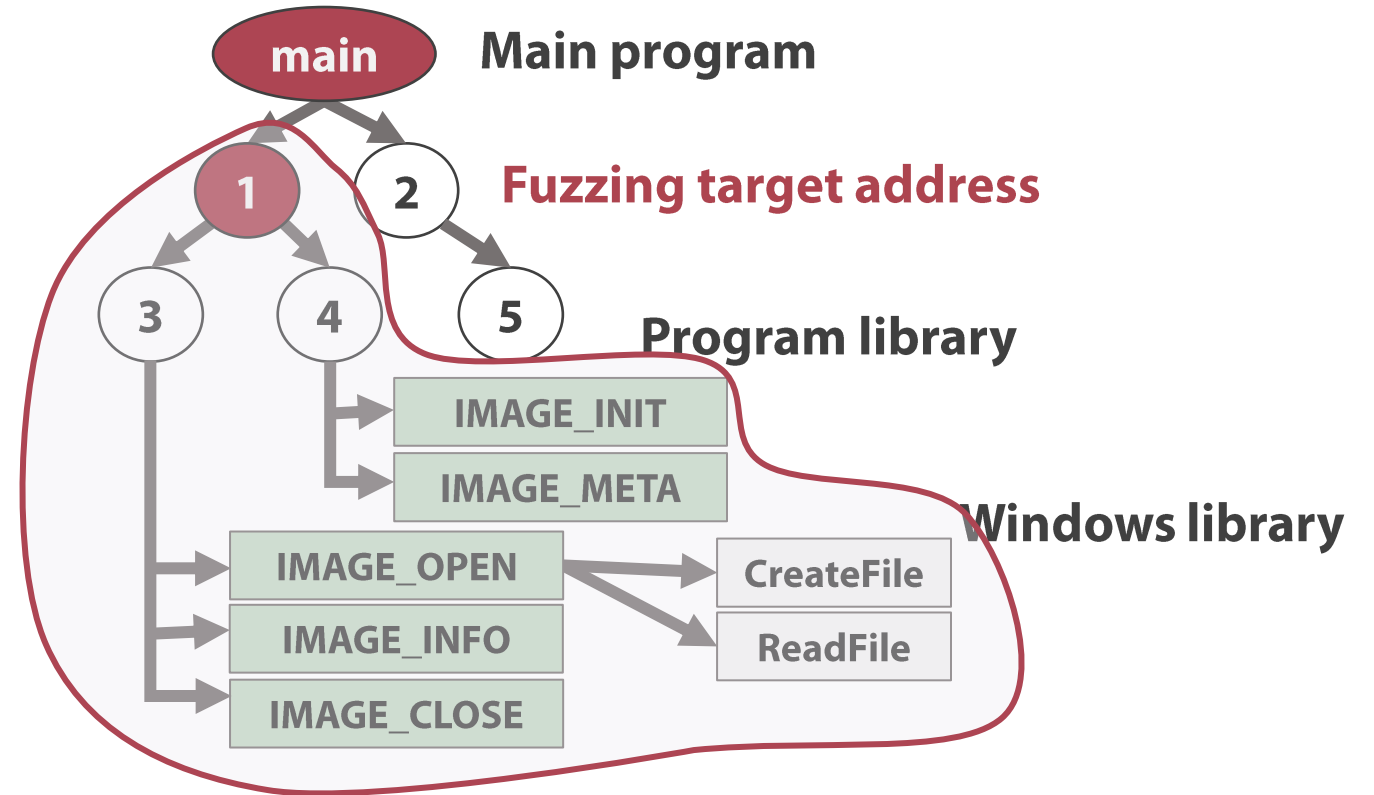 main
Main program
1
2
Fuzzing target address
3
4
5
Program library
IMAGE_INIT
IMAGE_META
Windows library
IMAGE_OPEN
CreateFile
IMAGE_INFO
ReadFile
IMAGE_CLOSE